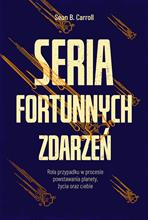 Sean B. Carroll
SERIA
FORTUNNYCH
ZDARZEŃ
Rola przypadku w procesie
powstawania planety,
życia oraz ciebie